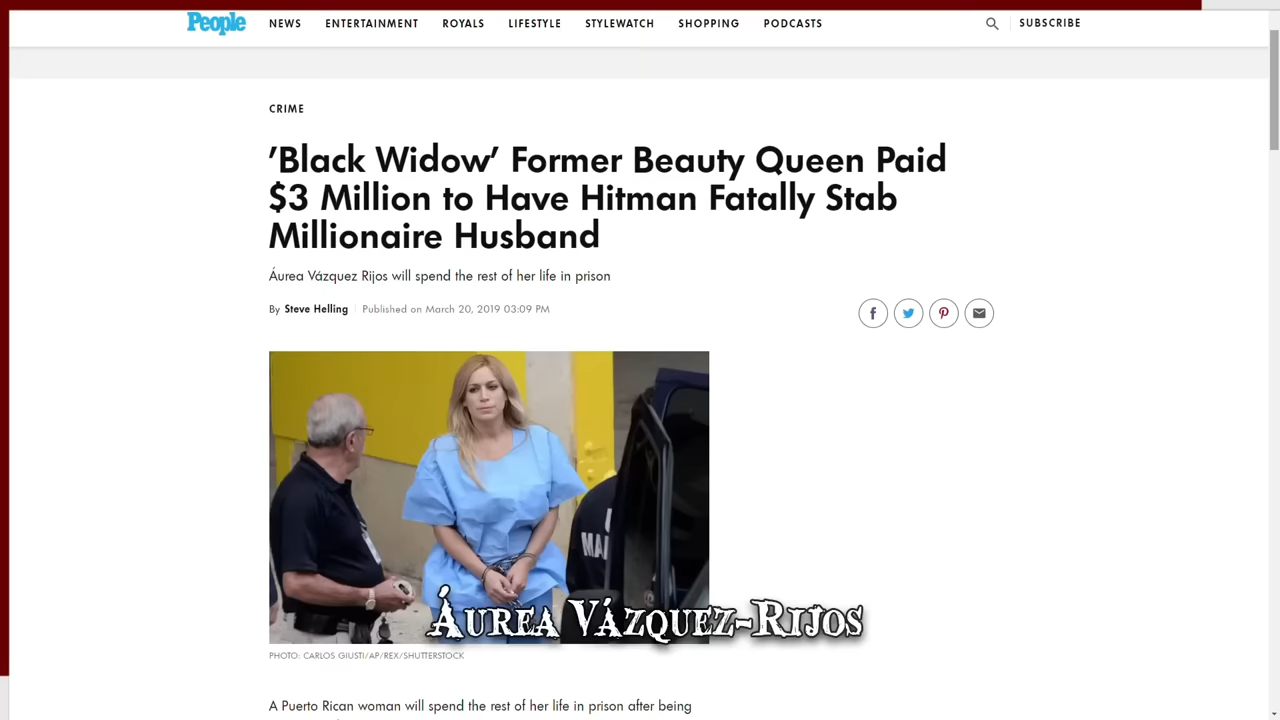 People
NEWS ENTERTAINMENT ROYALS LIFESTYLE STYLEWATCH SHOPPING PODCASTS SUBSCRIBE
CRIME
'Black Widow' Former Beauty Queen Paid
$3 Million to Have Hitman Fatally Stab
Millionaire Husband
Áurea Vázquez Rijos will spend the rest of her life in prison
By Steve Helling Published on March 20, 2019 03:09 PM
MA
Áurea Vázquez-Rijos
PHOTO: CARLOS GIUSTI/AP/REX/SHUTTERSTOCK
A Puerto Rican woman will spend the rest of her life in prison after being